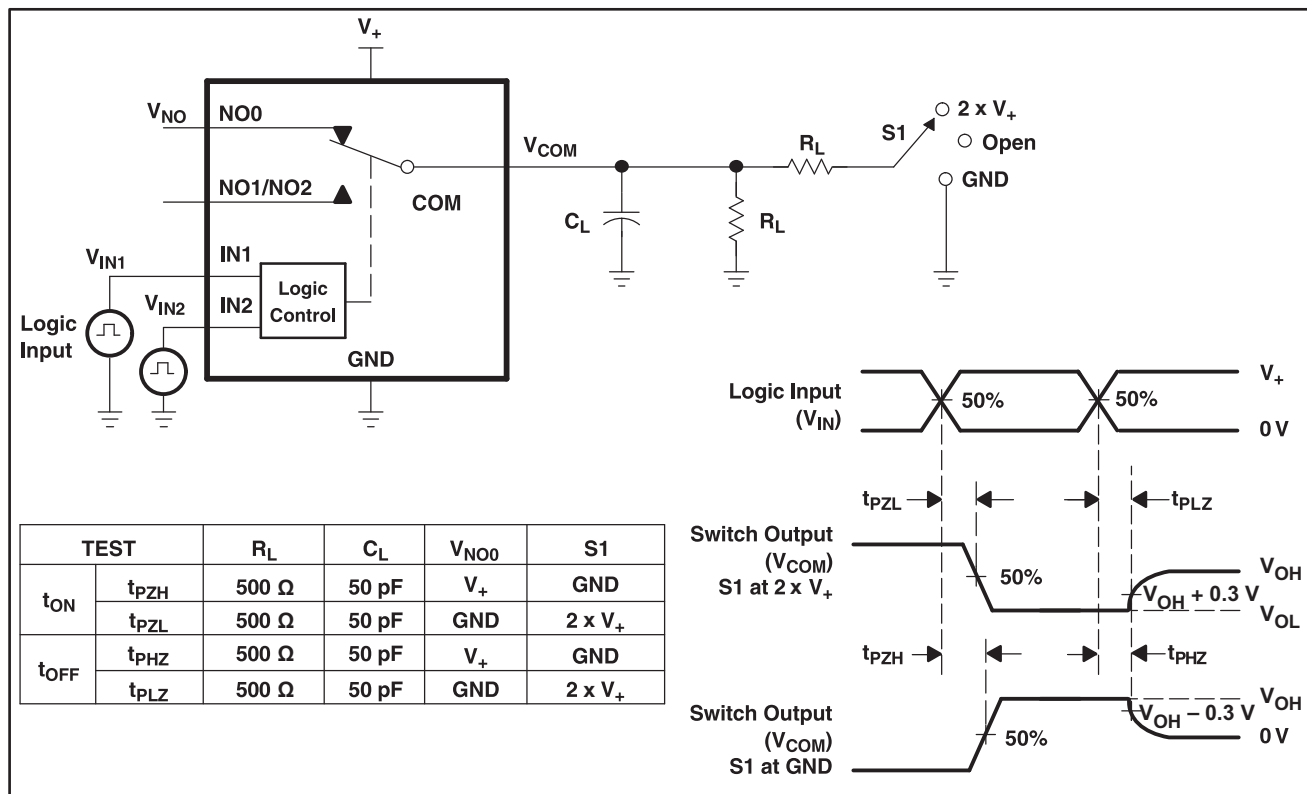 V+
VNO NO0
NO1/NO2
COM
VCOM
VIN1 IN1
VIN2 IN2
Logic Control
Logic Input
GND
CL
RL
RL
S1
2 x V+
Open
GND
Logic Input (VIN)
50%
50%
V+
0 V
tPZL
tPLZ
Switch Output (VCOM) S1 at 2 x V+
50%
VOH
VOH + 0.3 V
VOL
tPZH
tPHZ
Switch Output (VCOM) S1 at GND
50%
VOH
VOH – 0.3 V
0 V
TEST RL CL VNO0 S1
tON tPZH 500 Ω 50 pF V+ GND
tPZL 500 Ω 50 pF GND 2 x V+
tOFF tPHZ 500 Ω 50 pF V+ GND
tPLZ 500 Ω 50 pF GND 2 x V+